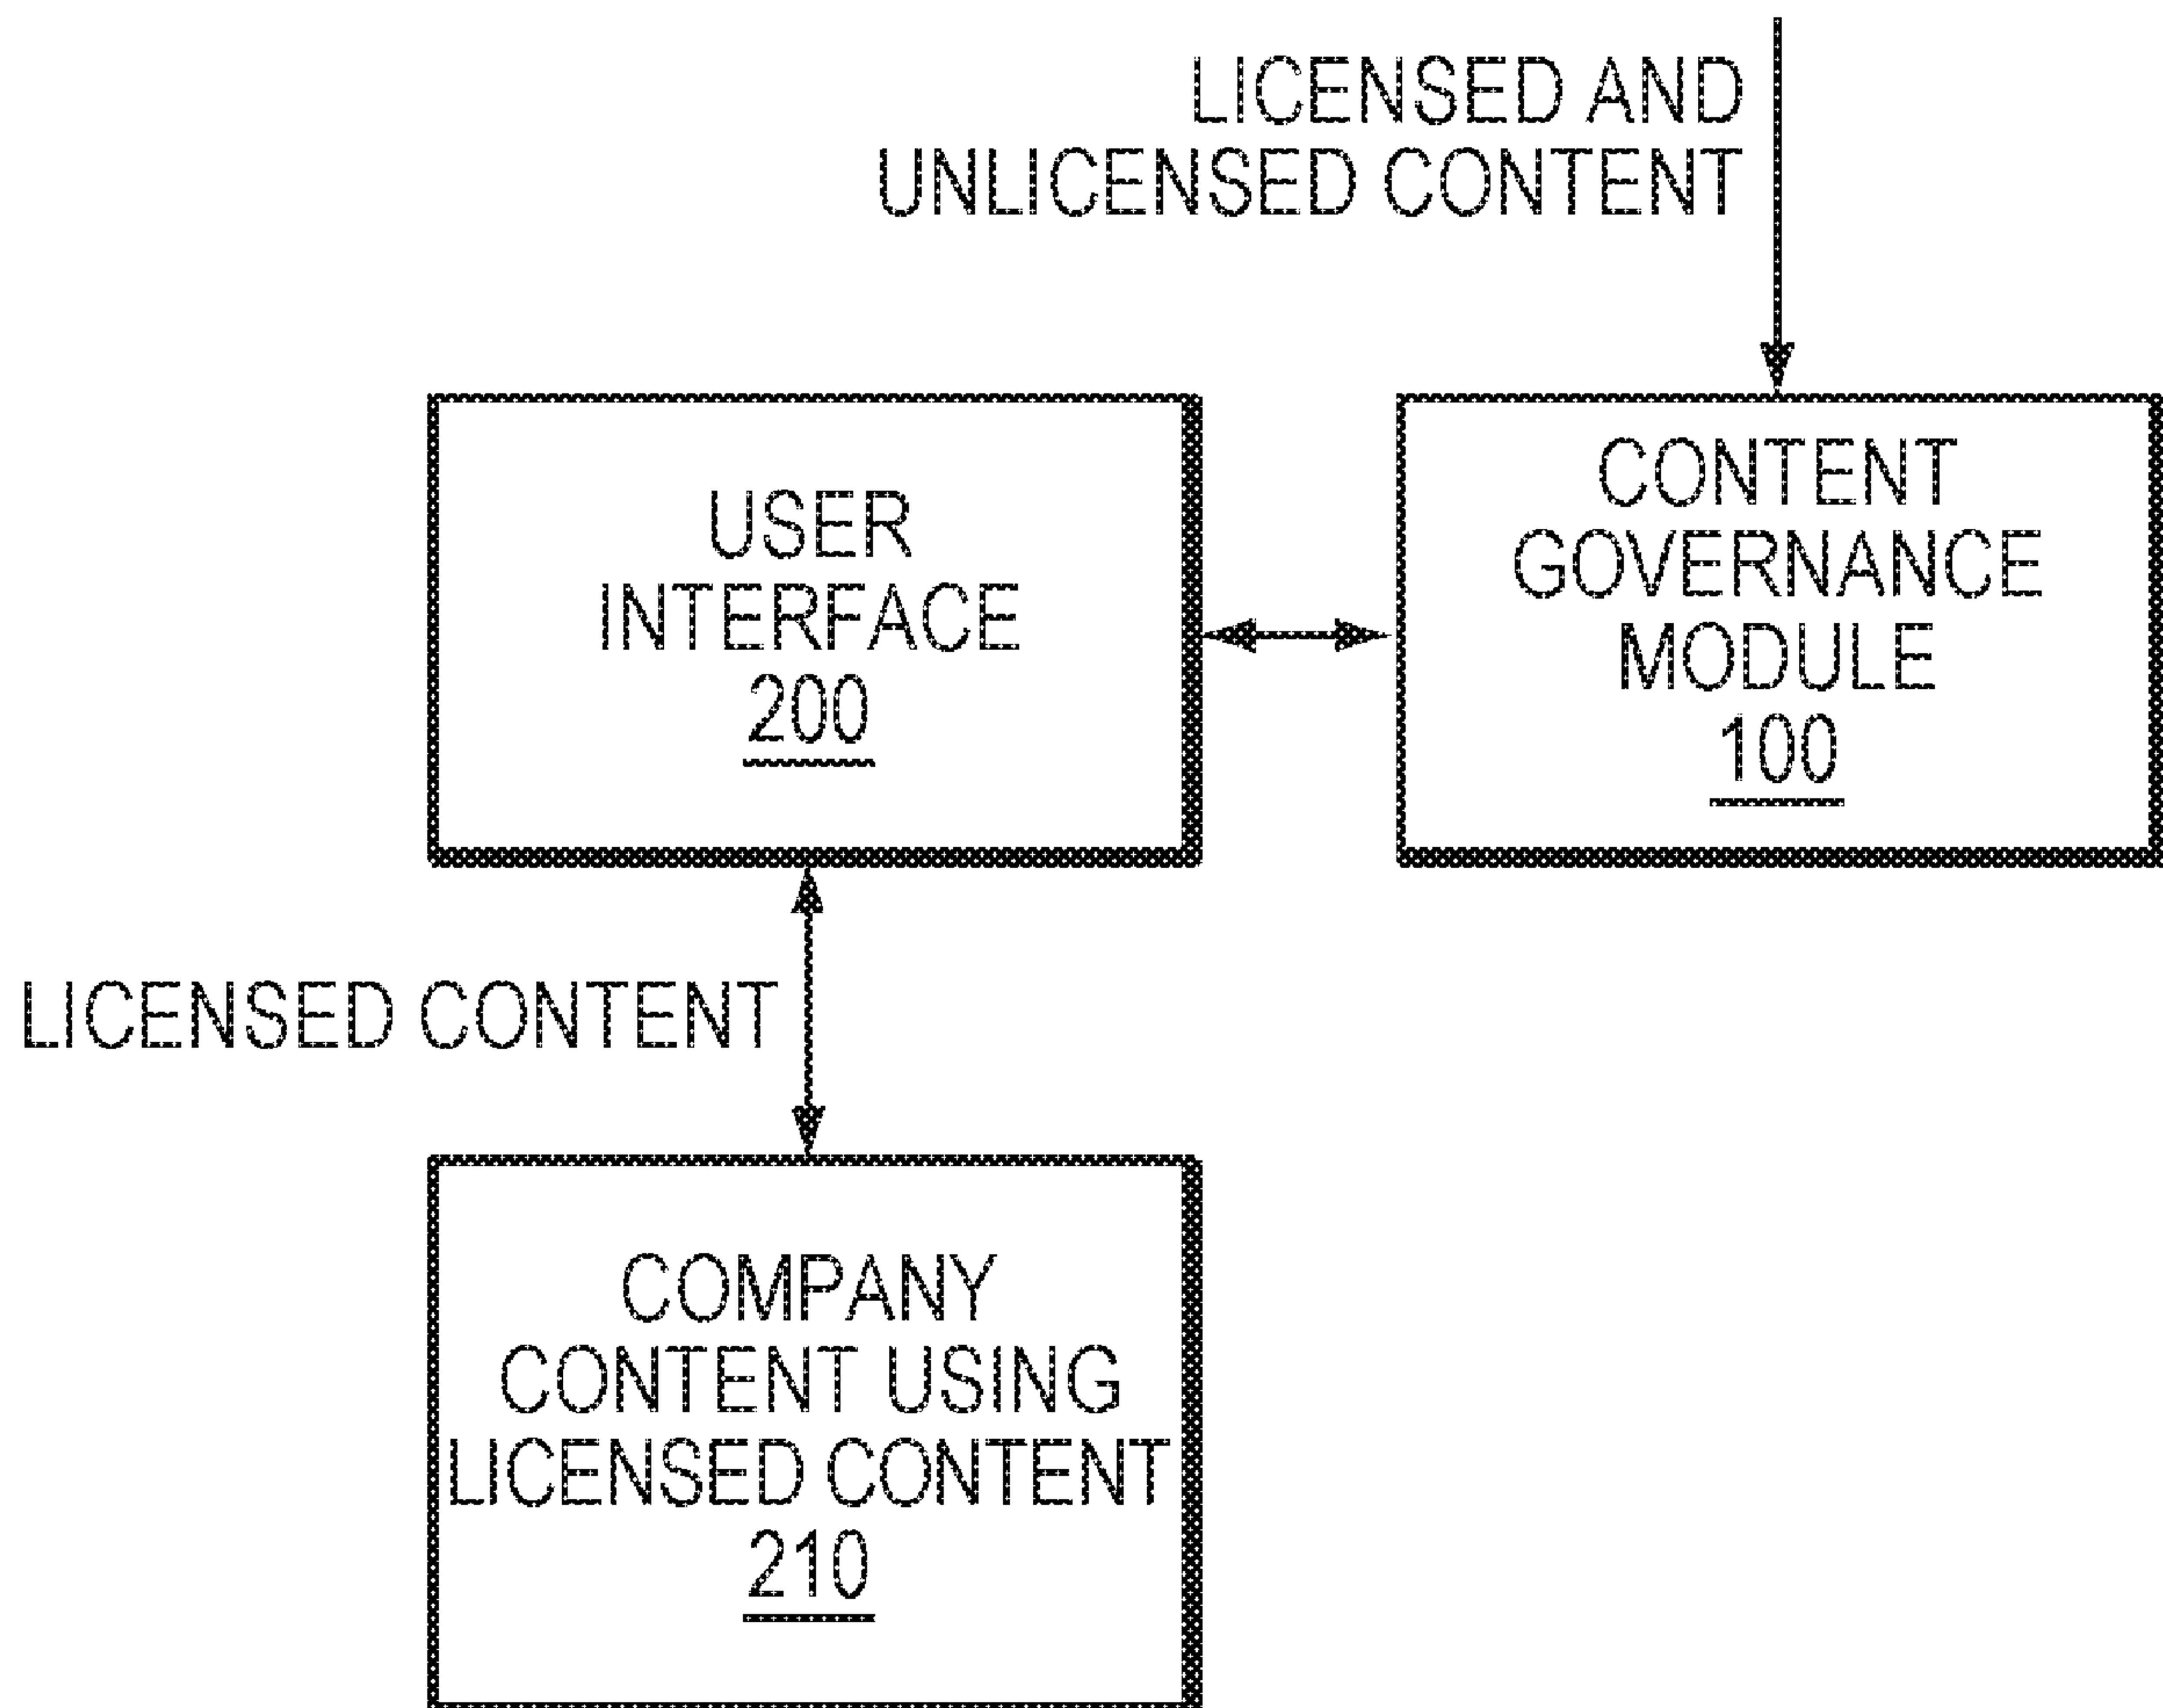 LICENSED AND
UNLICENSED CONTENT
USER
INTERFACE
200
CONTENT
GOVERNANCE
MODULE
100
LICENSED CONTENT
COMPANY
CONTENT USING
LICENSED CONTENT
210